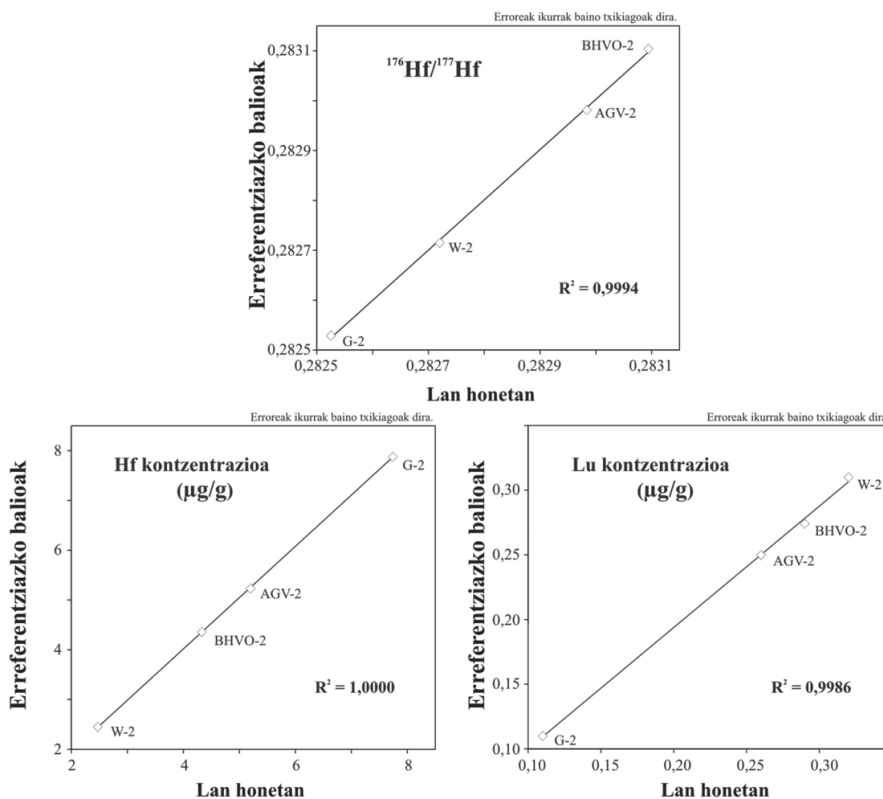 Erroreak ikurrak baino txikiagoak dira.
¹⁷⁶Hf/¹⁷⁷Hf
Erreferentziazko balioak
0,2831
0,2829
0,2827
0,2825
BHVO-2
AGV-2
W-2
G-2
R² = 0,9994
0,2825
0,2827
0,2829
0,2831
Lan honetan
Erroreak ikurrak baino txikiagoak dira.
Hf kontzentrazioa
(µg/g)
Erreferentziazko balioak
8
6
4
2
G-2
AGV-2
BHVO-2
W-2
R² = 1,0000
2
4
6
8
Lan honetan
Erroreak ikurrak baino txikiagoak dira
Lu kontzentrazioa
(µg/g)
Erreferentziazko balioak
0,30
0,25
0,20
0,15
0,10
W-2
BHVO-2
AGV-2
G-2
R² = 0,9986
0,10
0,15
0,20
0,25
0,30
Lan honetan